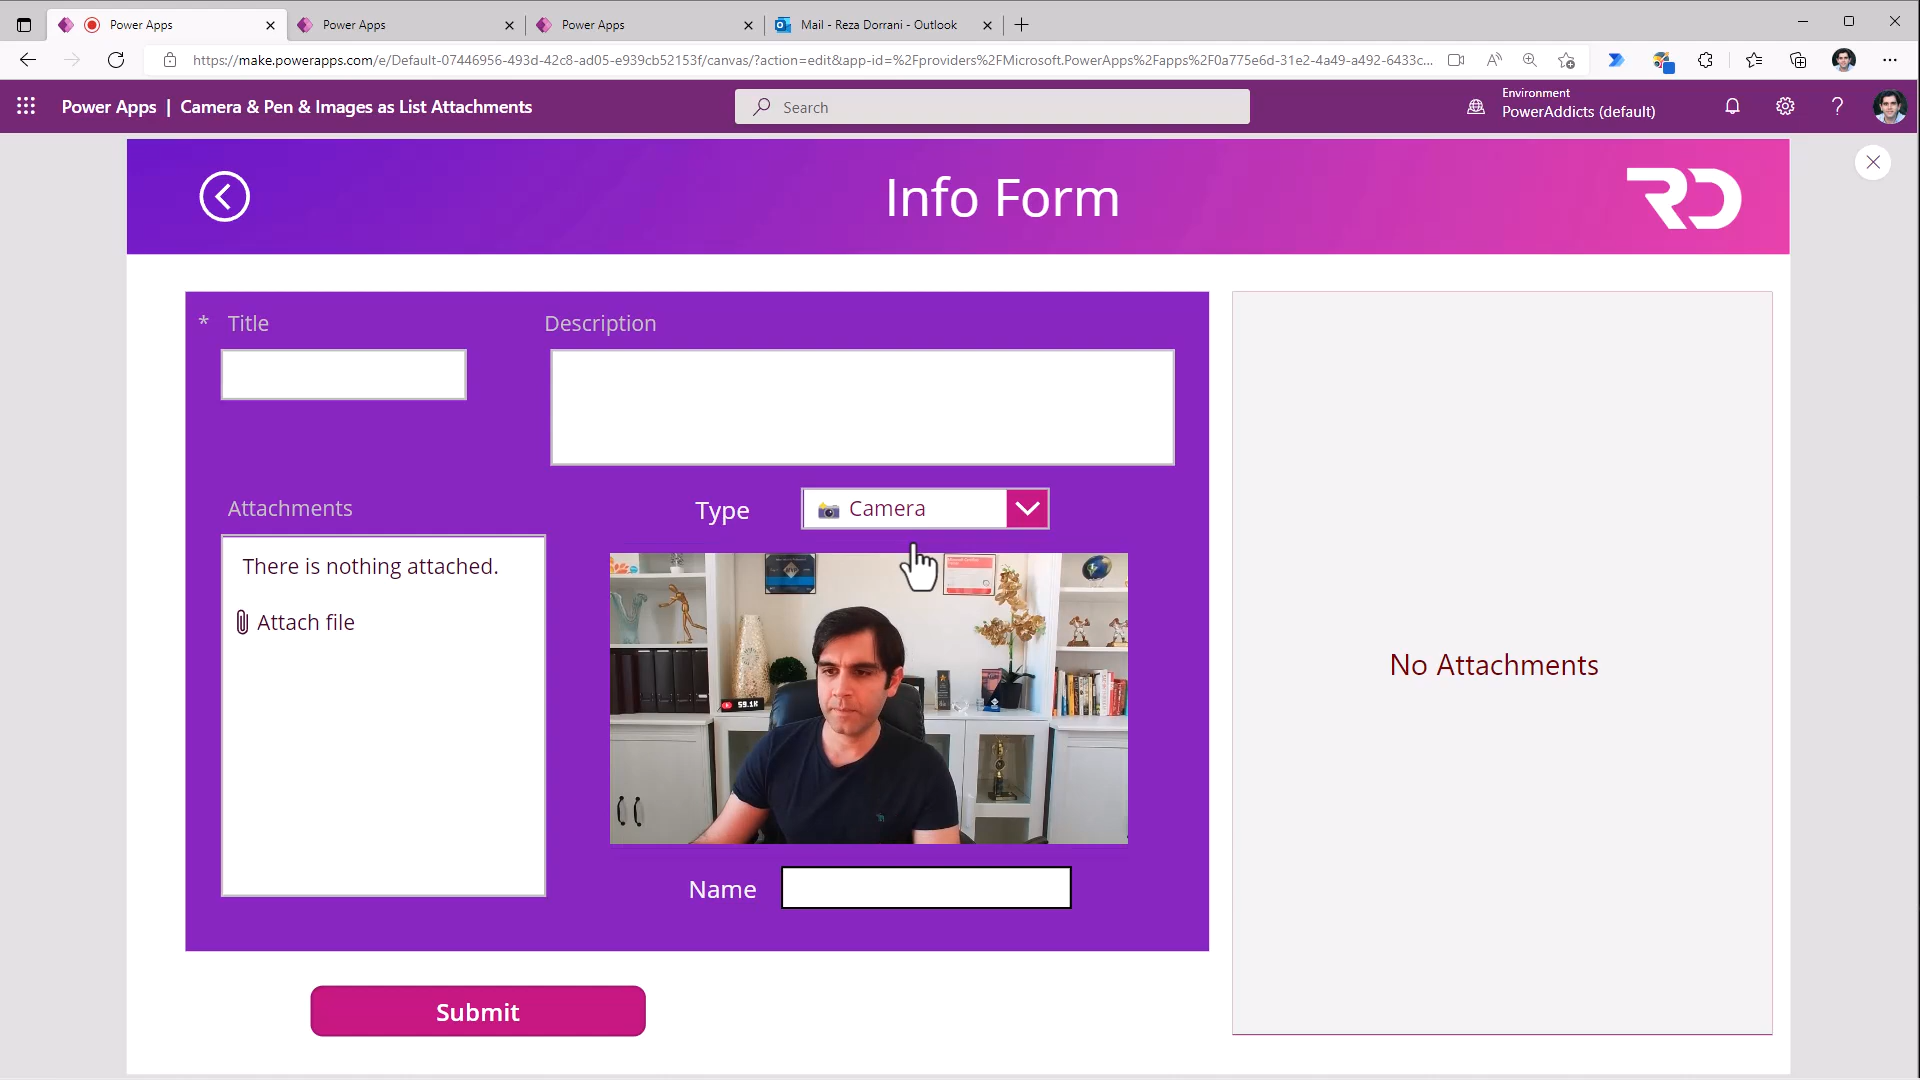 Power Apps
Power Apps
Power Apps
Mail - Reza Dorrani - Outlook
https://make.powerapps.com/e/Default-07446956-493d-42c8-ad05-e939cb52153f/canvas/?action=edit&app-id=%2Fproviders%2FMicrosoft.PowerApps%2Fapps%2F0a775e6d-31e2-4a49-a492-6433c...
Power Apps | Camera & Pen & Images as List Attachments
Search
Environment
PowerAddicts (default)
Info Form
RD
* Title
Description
Attachments
Type
Camera
There is nothing attached.
Attach file
59.1K
No Attachments
Name
Submit